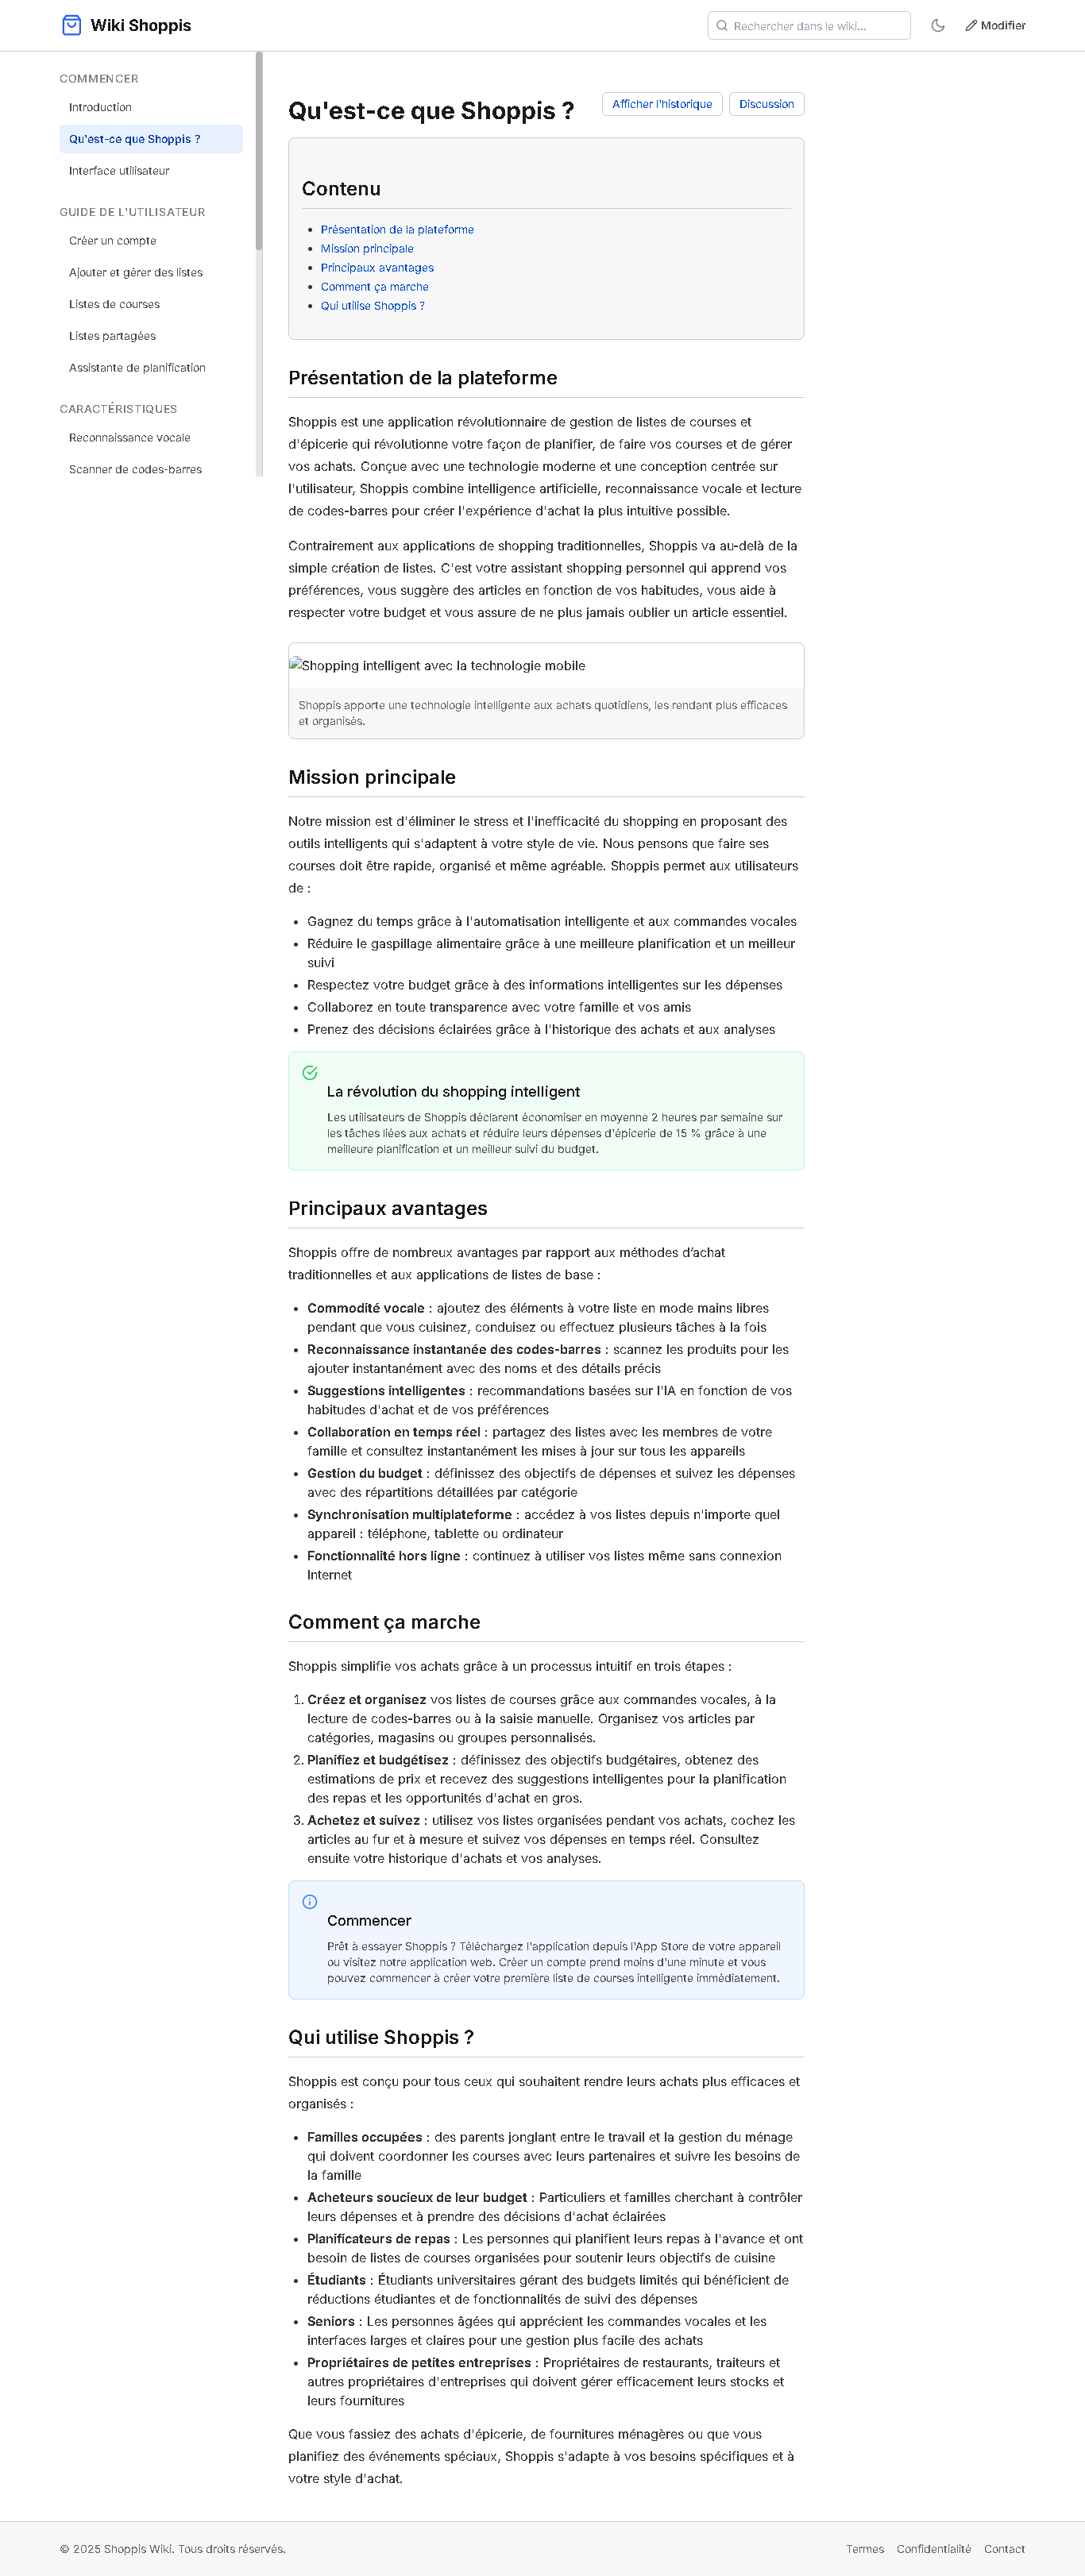 Wiki Shoppis
Rechercher dans le wiki...
Modifier
COMMENCER
Introduction
Qu'est-ce que Shoppis ?
Interface utilisateur
GUIDE DE L'UTILISATEUR
Créer un compte
Ajouter et gérer des listes
Listes de courses
Listes partagées
Assistante de planification
CARACTÉRISTIQUES
Reconnaissance vocale
Scanner de codes-barres
Qu'est-ce que Shoppis ?
Afficher l'historique
Discussion
Contenu
• Présentation de la plateforme
• Mission principale
• Principaux avantages
• Comment ça marche
• Qui utilise Shoppis ?
Présentation de la plateforme
Shoppis est une application révolutionnaire de gestion de listes de courses et
d'épicerie qui révolutionne votre façon de planifier, de faire vos courses et de gérer
vos achats. Conçue avec une technologie moderne et une conception centrée sur
l'utilisateur, Shoppis combine intelligence artificielle, reconnaissance vocale et lecture
de codes-barres pour créer l'expérience d'achat la plus intuitive possible.
Contrairement aux applications de shopping traditionnelles, Shoppis va au-delà de la
simple création de listes. C'est votre assistant shopping personnel qui apprend vos
préférences, vous suggère des articles en fonction de vos habitudes, vous aide à
respecter votre budget et vous assure de ne plus jamais oublier un article essentiel.
Shopping intelligent avec la technologie mobile
Shoppis apporte une technologie intelligente aux achats quotidiens, les rendant plus efficaces
et organisés.
Mission principale
Notre mission est d'éliminer le stress et l'inefficacité du shopping en proposant des
outils intelligents qui s'adaptent à votre style de vie. Nous pensons que faire ses
courses doit être rapide, organisé et même agréable. Shoppis permet aux utilisateurs
de :
• Gagnez du temps grâce à l'automatisation intelligente et aux commandes vocales
• Réduire le gaspillage alimentaire grâce à une meilleure planification et un meilleur
suivi
• Respectez votre budget grâce à des informations intelligentes sur les dépenses
• Collaborez en toute transparence avec votre famille et vos amis
• Prenez des décisions éclairées grâce à l'historique des achats et aux analyses
La révolution du shopping intelligent
Les utilisateurs de Shoppis déclarent économiser en moyenne 2 heures par semaine sur
les tâches liées aux achats et réduire leurs dépenses d'épicerie de 15 % grâce à une
meilleure planification et un meilleur suivi du budget.
Principaux avantages
Shoppis offre de nombreux avantages par rapport aux méthodes d'achat
traditionnelles et aux applications de listes de base :
• Commodité vocale : ajoutez des éléments à votre liste en mode mains libres
pendant que vous cuisinez, conduisez ou effectuez plusieurs tâches à la fois
• Reconnaissance instantanée des codes-barres : scannez les produits pour les
ajouter instantanément avec des noms et des détails précis
• Suggestions intelligentes : recommandations basées sur l'IA en fonction de vos
habitudes d'achat et de vos préférences
• Collaboration en temps réel : partagez des listes avec les membres de votre
famille et consultez instantanément les mises à jour sur tous les appareils
• Gestion du budget : définissez des objectifs de dépenses et suivez les dépenses
avec des répartitions détaillées par catégorie
• Synchronisation multiplateforme : accédez à vos listes depuis n'importe quel
appareil : téléphone, tablette ou ordinateur
• Fonctionnalité hors ligne : continuez à utiliser vos listes même sans connexion
Internet
Comment ça marche
Shoppis simplifie vos achats grâce à un processus intuitif en trois étapes :
1. Créez et organisez vos listes de courses grâce aux commandes vocales, à la
lecture de codes-barres ou à la saisie manuelle. Organisez vos articles par
catégories, magasins ou groupes personnalisés.
2. Planifiez et budgétisez : définissez des objectifs budgétaires, obtenez des
estimations de prix et recevez des suggestions intelligentes pour la planification
des repas et les opportunités d'achat en gros.
3. Achetez et suivez : utilisez vos listes organisées pendant vos achats, cochez les
articles au fur et à mesure et suivez vos dépenses en temps réel. Consultez
ensuite votre historique d'achats et vos analyses.
Commencer
Prêt à essayer Shoppis ? Téléchargez l'application depuis l'App Store de votre appareil
ou visitez notre application web. Créer un compte prend moins d'une minute et vous
pouvez commencer à créer votre première liste de courses intelligente immédiatement.
Qui utilise Shoppis ?
Shoppis est conçu pour tous ceux qui souhaitent rendre leurs achats plus efficaces et
organisés :
• Familles occupées : des parents jonglant entre le travail et la gestion du ménage
qui doivent coordonner les courses avec leurs partenaires et suivre les besoins de
la famille
• Acheteurs soucieux de leur budget : Particuliers et familles cherchant à contrôler
leurs dépenses et à prendre des décisions d'achat éclairées
• Planificateurs de repas : Les personnes qui planifient leurs repas à l'avance et ont
besoin de listes de courses organisées pour soutenir leurs objectifs de cuisine
• Étudiants : Étudiants universitaires gérant des budgets limités qui bénéficient de
réductions étudiantes et de fonctionnalités de suivi des dépenses
• Seniors : Les personnes âgées qui apprécient les commandes vocales et les
interfaces larges et claires pour une gestion plus facile des achats
• Propriétaires de petites entreprises : Propriétaires de restaurants, traiteurs et
autres propriétaires d'entreprises qui doivent gérer efficacement leurs stocks et
leurs fournitures
Que vous fassiez des achats d'épicerie, de fournitures ménagères ou que vous
planifiez des événements spéciaux, Shoppis s'adapte à vos besoins spécifiques et à
votre style d'achat.
© 2025 Shoppis Wiki. Tous droits réservés.
Termes
Confidentialité
Contact